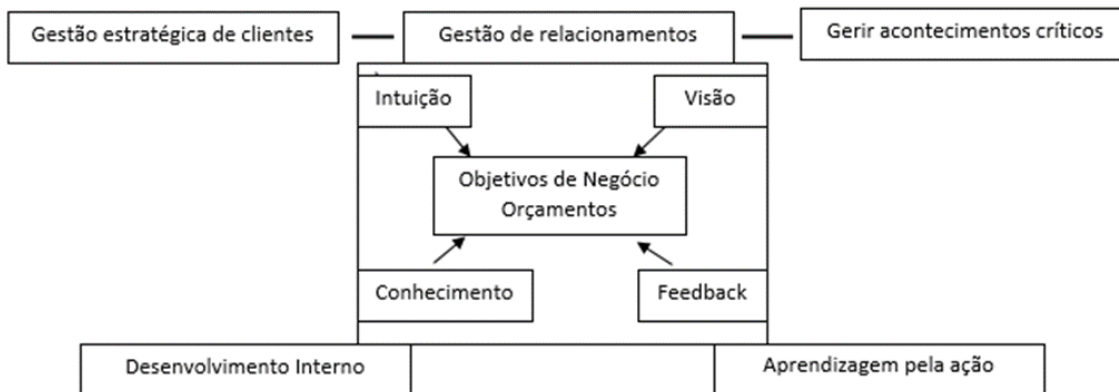 Gestão estratégica de clientes
Gestão de relacionamentos
Gerir acontecimentos críticos
Intuição
Visão
Objetivos de Negócio
Orçamentos
Conhecimento
Feedback
Desenvolvimento Interno
Aprendizagem pela ação